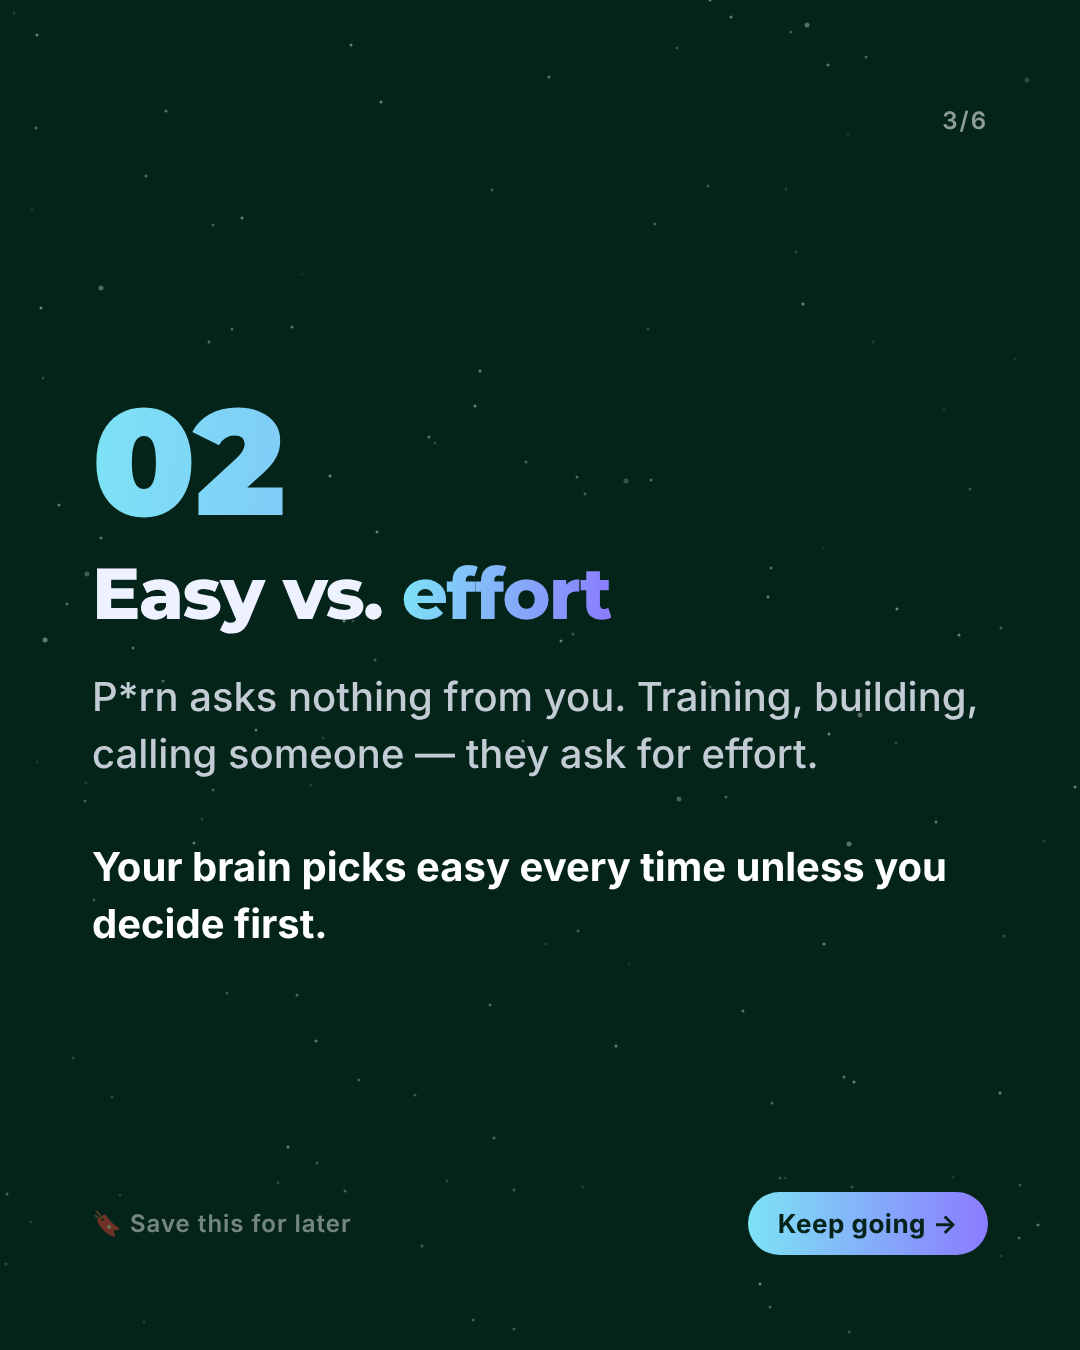 3/6
02
Easy vs. effort
P*rn asks nothing from you. Training, building,
calling someone — they ask for effort.
Your brain picks easy every time unless you
decide first.
🔖 Save this for later
Keep going →